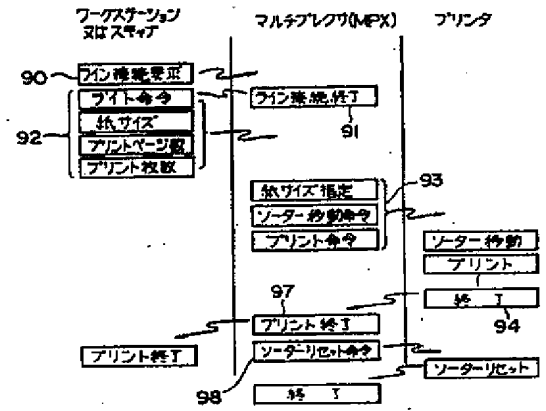 ワークステーション
又はスキャナ
マルチプレクサ(MPX)
プリンタ
90
ライン接続要求
ライト命令
ライン接続終了
91
92
紙サイズ
プリントページ数
プリント枚数
紙サイズ指定
93
ソーター移動命令
プリント命令
ソーター移動
プリント
終了
94
97
プリント終了
プリント終了
ソーターリセット命令
98
ソーターリセット
終了